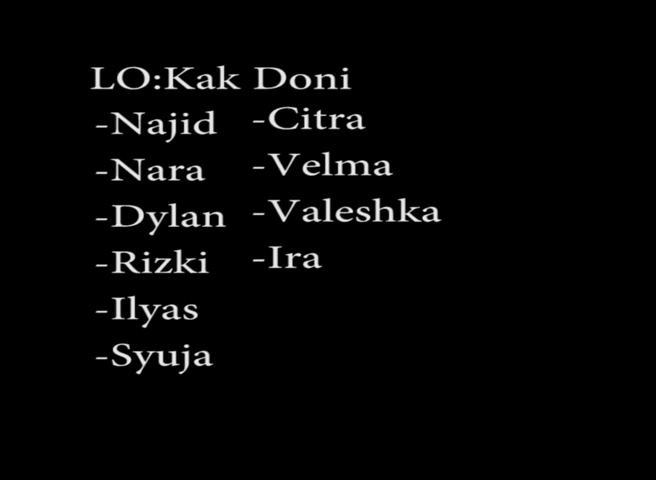 LO:Kak Doni
-Najid
-Nara
-Dylan
-Rizki
-Ilyas
-Syuja
-Citra
-Velma
-Valeshka
-Ira